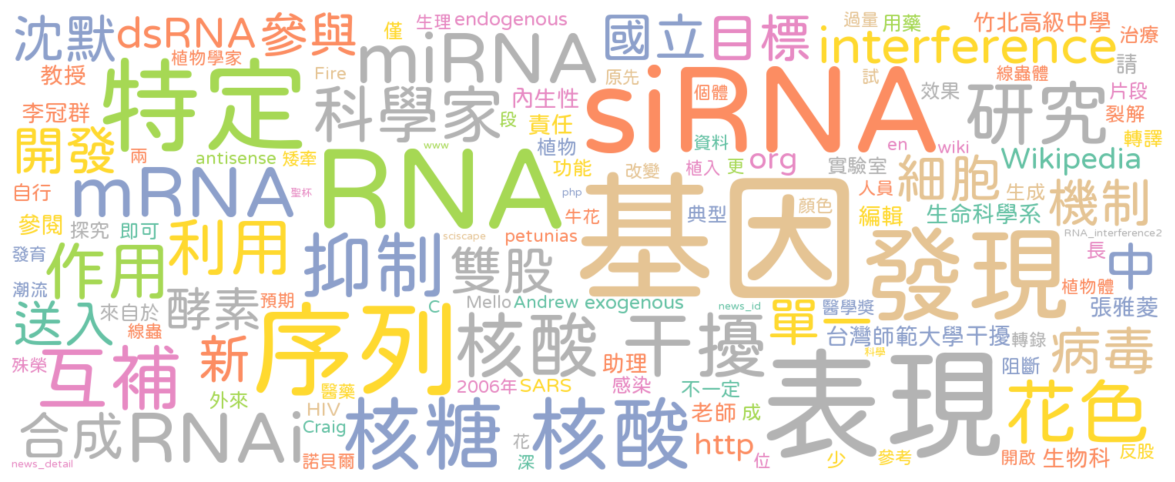 沈默 dsRNA 參與 僅 生理 endogenous 國立 目標 過量 用藥 竹北高級中學
植物學家 miRNA interference 治療
教授 特定 Fire 原先 試 線蟲體 請
李冠群 科學家 內生性 siRNA 個體 效果 研究 片段
開發 段 責任 資料 裂解
兩 antisense 矮牽 www 植物 en wiki 轉譯
功能 改變 植入 更 org 實驗室 細胞 Wikipedia
自行 mRNA 聖杯 RNA php 基因 人員 生成 機制
參閱 探究 即可 牛花 典型 顏色 編輯 生命科學系
發育 作用 利用 抑制 sciscape 雙股 petunias 發現 RNA_interference2 長 中
潮流 來自於 酵素 預期 C Mello Andrew exogenous news_id 醫學獎 植物體 張雅菱
送入 線蟲 序列 核酸 干擾 單一 台灣師範大學 干擾 轉錄
殊榮 互補 新 助理 科學 阻斷 病毒
外來 醫藥 2006年 SARS 感染 不一定 表現
合成 RNAi HIV Craig 核糖 核酸 老師 成 花色
花 http 反股
news_detail 諾貝爾 深 位 少 參考 開啟 生物科